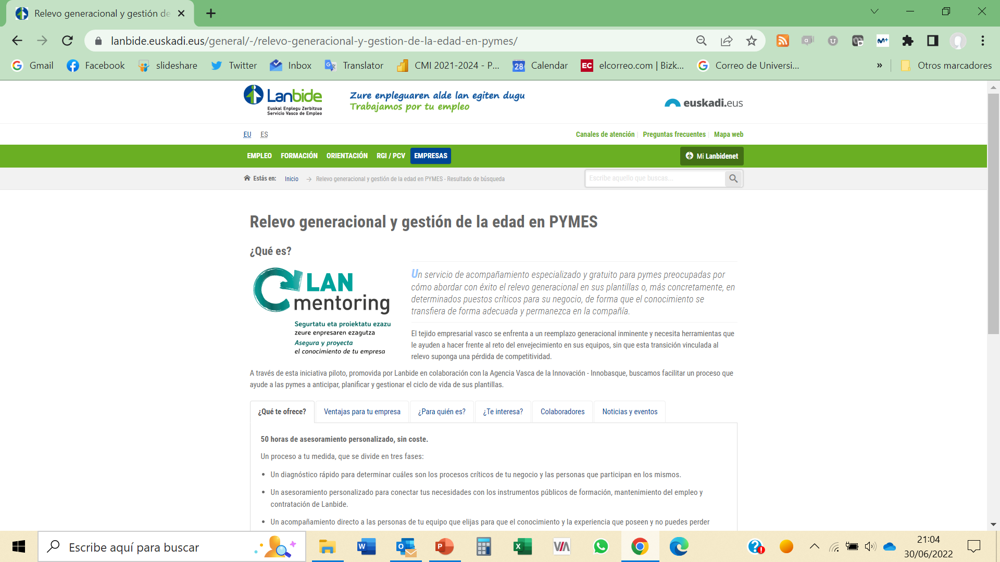 Relevo generacional y gestión de
lanbide.euskadi.eus/general/-/relevo-generacional-y-gestion-de-la-edad-en-pymes/
Gmail Facebook slideshare Twitter Inbox Translator CMI 2021-2024 - P... Calendar elcorreo.com | Bizk... Correo de Universi... » Otros marcadores
Lanbide
Euskal Enplegu Zerbitzua
Servicio Vasco de Empleo
Zure enpleguaren alde lan egiten dugu
Trabajamos por tu empleo
euskadi.eus
EU ES
Canales de atención Preguntas frecuentes Mapa web
EMPLEO FORMACIÓN ORIENTACIÓN RGI / PCV EMPRESAS Mi Lanbidenet
Estás en: Inicio Relevo generacional y gestión de la edad en PYMES - Resultado de búsqueda
Escribe aquello que buscas...
Relevo generacional y gestión de la edad en PYMES
¿Qué es?
LAN
mentoring
Segurtatu eta proiektatu ezazu
zeure enpresaren ezagutza
Asegura y proyecta
el conocimiento de tu empresa
Un servicio de acompañamiento especializado y gratuito para pymes preocupadas por
cómo abordar con éxito el relevo generacional en sus plantillas o, más concretamente, en
determinados puestos críticos para su negocio, de forma que el conocimiento se
transfiera de forma adecuada y permanezca en la compañía.
El tejido empresarial vasco se enfrenta a un reemplazo generacional inminente y necesita herramientas que
le ayuden a hacer frente al reto del envejecimiento en sus equipos, sin que esta transición vinculada al
relevo suponga una pérdida de competitividad.
A través de esta iniciativa piloto, promovida por Lanbide en colaboración con la Agencia Vasca de la Innovación - Innobasque, buscamos facilitar un proceso que
ayude a las pymes a anticipar, planificar y gestionar el ciclo de vida de sus plantillas.
¿Qué te ofrece? Ventajas para tu empresa ¿Para quién es? ¿Te interesa? Colaboradores Noticias y eventos
50 horas de asesoramiento personalizado, sin coste.
Un proceso a tu medida, que se divide en tres fases:
• Un diagnóstico rápido para determinar cuáles son los procesos críticos de tu negocio y las personas que participan en los mismos.
• Un asesoramiento personalizado para conectar tus necesidades con los instrumentos públicos de formación, mantenimiento del empleo y
contratación de Lanbide.
• Un acompañamiento directo a las personas de tu equipo que elijas para que el conocimiento y la experiencia que poseen y no puedes perder
Escribe aquí para buscar
21:04
30/06/2022